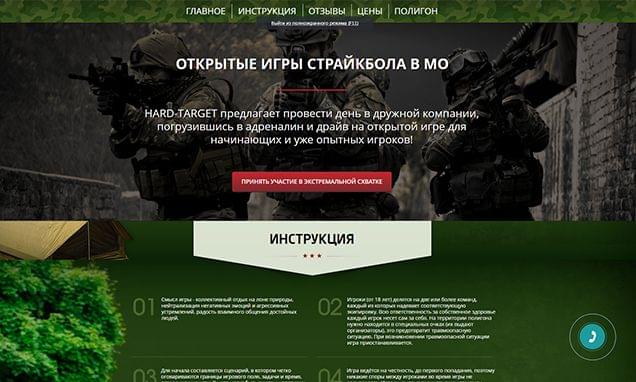 ГЛАВНОЕ ИНСТРУКЦИЯ ОТЗЫВЫ ЦЕНЫ ПОЛИГОН
Выйти из полноэкранного режима (F11)
ОТКРЫТЫЕ ИГРЫ СТРАЙКБОЛА В МО
HARD-TARGET предлагает провести день в дружной компании,
погрузившись в адреналин и драйв на открытой игре для
начинающих и уже опытных игроков!
ПРИНЯТЬ УЧАСТИЕ В ЭКСТРЕМАЛЬНОЙ СХВАТКЕ
ИНСТРУКЦИЯ
01
Смысл игры - коллективный отдых на лоне природы,
нейтрализация негативных эмоций и агрессивных
устремлений, радость взаимного общения достойных
людей.
02
Игроки (от 18 лет) делятся на две или более команд,
каждый из которых надевает соответствующую
экипировку. Всю ответственность за собственное здоровье
каждый игрок несет сам за себя. На территории полигона
нужно находится в специальных очках (их выдают
организаторы), это предотвратит травмоопасную
ситуацию. При возникновении травмоопасной ситуации
игра приостанавливается.
03
Для начала составляется сценарий, в котором четко
оговариваются границы игрового поля, задачи и время.
04
Игра ведётся на честность, до первого попадания, поэтому
никакие споры между игроками во время игры не